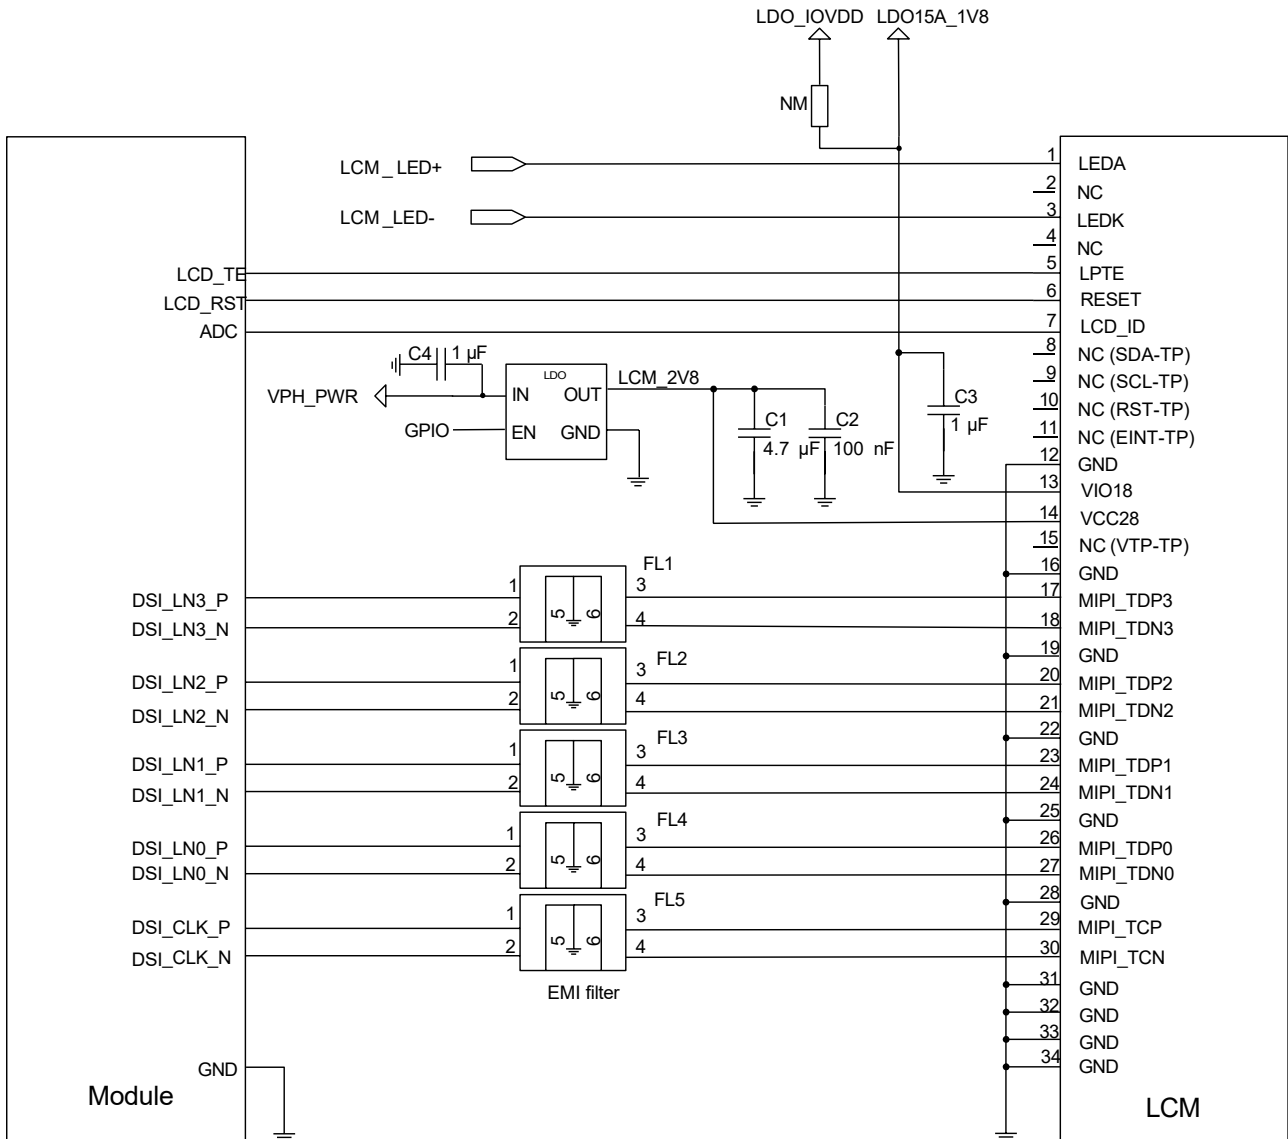 LDO_IOVDD LDO15A_1V8
NM
LCM_LED+
1 LEDA
2 NC
LCM_LED-
3 LEDK
4 NC
LCD_TE
5 LPTE
LCD_RST
6 RESET
ADC
7 LCD_ID
8 NC (SDA-TP)
C4 1 µF
LDO
VPH_PWR
IN OUT
LCM_2V8
9 NC (SCL-TP)
C3
1 µF
10 NC (RST-TP)
GPIO
EN GND
C1
4.7 µF
C2
100 nF
11 NC (EINT-TP)
12 GND
13 VIO18
14 VCC28
15 NC (VTP-TP)
FL1
16 GND
DSI_LN3_P 1 5 6 3 17 MIPI_TDP3
DSI_LN3_N 2 4 18 MIPI_TDN3
FL2
19 GND
DSI_LN2_P 1 5 6 3 20 MIPI_TDP2
DSI_LN2_N 2 4 21 MIPI_TDN2
FL3
22 GND
DSI_LN1_P 1 5 6 3 23 MIPI_TDP1
DSI_LN1_N 2 4 24 MIPI_TDN1
FL4
25 GND
DSI_LN0_P 1 5 6 3 26 MIPI_TDP0
DSI_LN0_N 2 4 27 MIPI_TDN0
FL5
28 GND
DSI_CLK_P 1 5 6 3 29 MIPI_TCP
DSI_CLK_N 2 4 30 MIPI_TCN
EMI filter
31 GND
32 GND
33 GND
34 GND
GND
Module
LCM